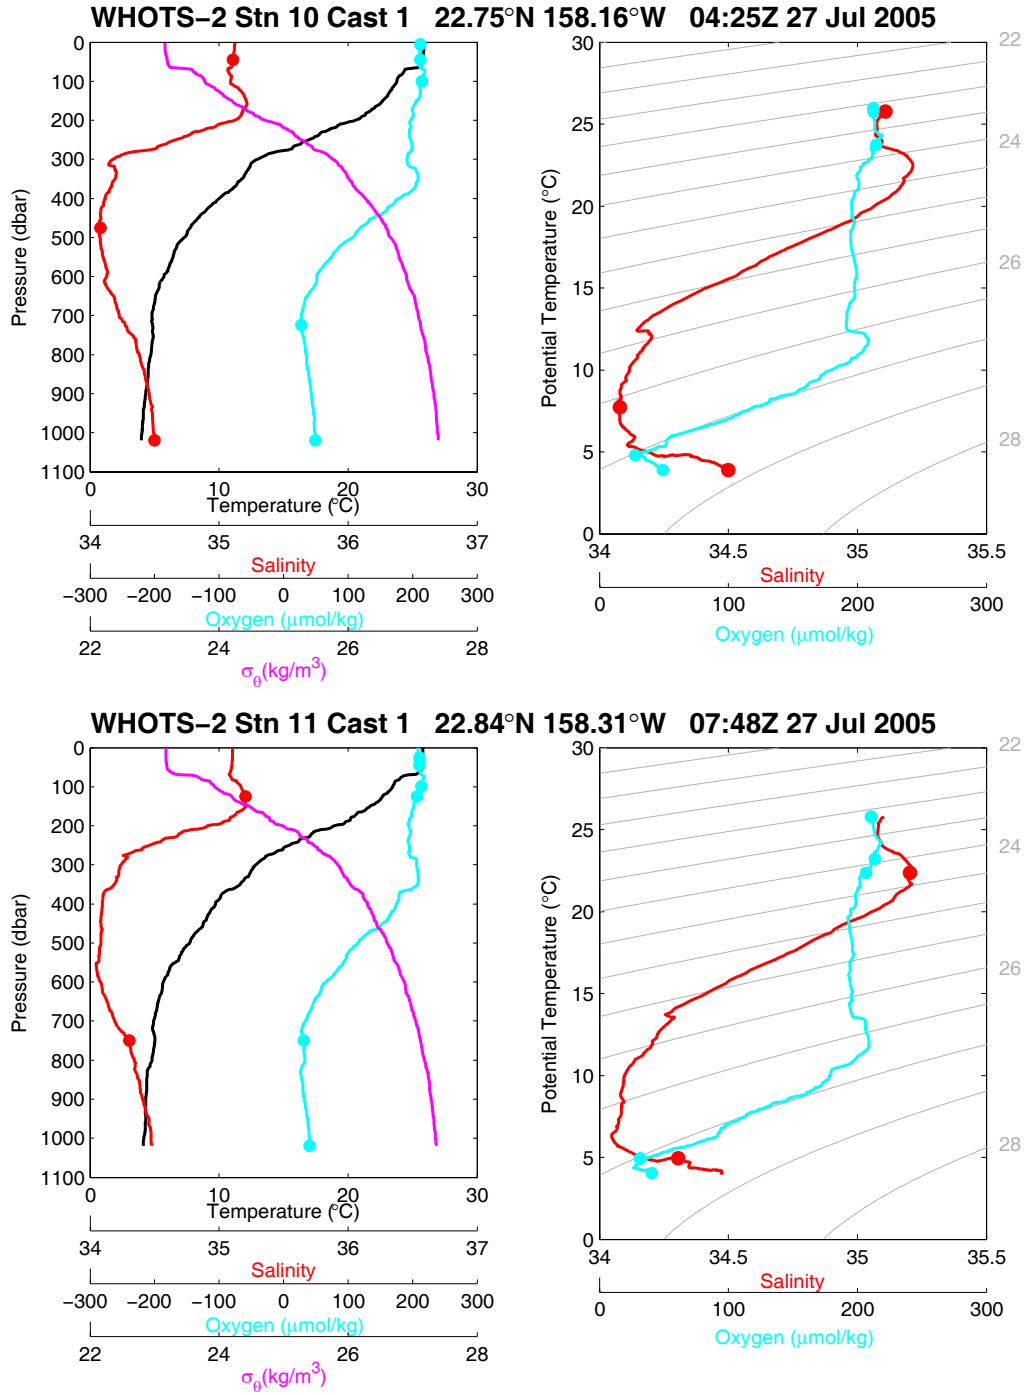 WHOTS−2 Stn 10 Cast 1 22.75°N 158.16°W 04:25Z 27 Jul 2005
0
100
200
300
400
500
600
700
800
900
1000
1100
Pressure (dbar)
0 10 20 30
Temperature (°C)
34 35 36 37
Salinity
−300 −200 −100 0 100 200 300
Oxygen (μmol/kg)
22 24 25 26 27 28
σθ(kg/m3)
30
25
20
15
10
5
0
Potential Temperature (°C)
22
24
26
28
34 34.5 35 35.5
Salinity
0 100 200 300
Oxygen (μmol/kg)
WHOTS−2 Stn 11 Cast 1 22.84°N 158.31°W 07:48Z 27 Jul 2005
0
100
200
300
400
500
600
700
800
900
1000
1100
Pressure (dbar)
0 10 20 30
Temperature (°C)
34 35 36 37
Salinity
−300 −200 −100 0 100 200 300
Oxygen (μmol/kg)
22 24 25 26 27 28
σθ(kg/m3)
30
25
20
15
10
5
0
Potential Temperature (°C)
22
24
26
28
34 34.5 35 35.5
Salinity
0 100 200 300
Oxygen (μmol/kg)